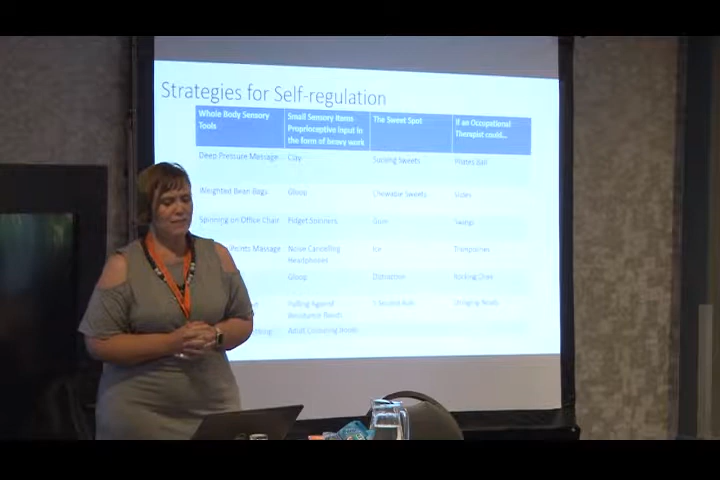 Strategies for Self-regulation
Whole Body Sensory
Tools
Small Sensory Items
Proprioceptive input in
the form of heavy work
The Sweet Spot
If an Occupational
Therapist could...
Deep Pressure Massage
Clay
Sucking Sweets
Pilates Ball
Weighted Bean Bags
Gloop
Chewable Sweets
Slides
Spinning on Office Chair
Fidget Spinners
Gum
Swings
Points Massage
Noise Cancelling
Headphones
Ice
Trampoline
Gloop
Distraction
Rocking Chair
Pulling Against
Resistance Bands
Adult Colouring Books